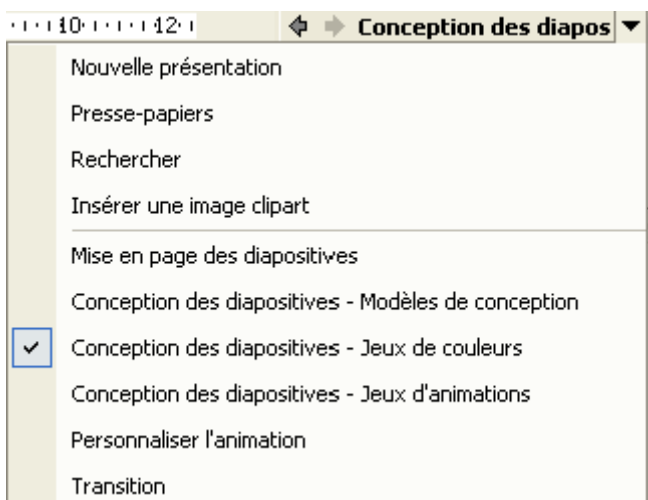 10 12 Conception des diapos
Nouvelle présentation
Presse-papiers
Rechercher
Insérer une image clipart
Mise en page des diapositives
Conception des diapositives - Modèles de conception
Conception des diapositives - Jeux de couleurs
Conception des diapositives - Jeux d'animations
Personnaliser l'animation
Transition